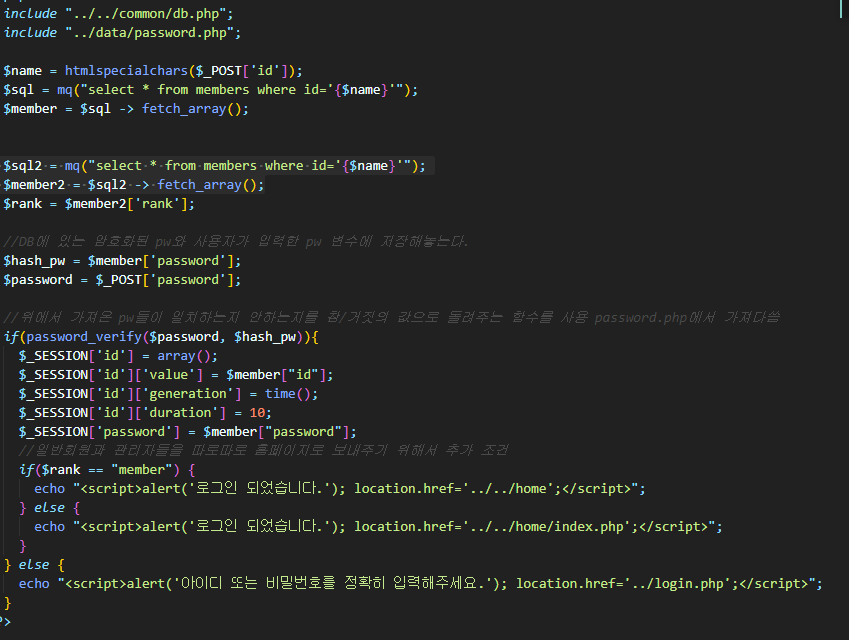 include "../../common/db.php";
include "../data/password.php";
$name = htmlspecialchars($_POST['id']);
$sql = mq("select * from members where id='{$name}'");
$member = $sql -> fetch_array();
$sql2 = mq("select * from members where id='{$name}'");
$member2 = $sql2 -> fetch_array();
$rank = $member2['rank'];
//DB에 있는 암호화된 pw와 사용자가 입력한 pw 변수에 저장해놓는다.
$hash_pw = $member['password'];
$password = $_POST['password'];
//위에서 가져온 pw들이 일치하는지 안하는지를 참/거짓의 값으로 돌려주는 함수를 사용 password.php에서 가져다씀
if(password_verify($password, $hash_pw)){
$_SESSION['id'] = array();
$_SESSION['id']['value'] = $member["id"];
$_SESSION['id']['generation'] = time();
$_SESSION['id']['duration'] = 10;
$_SESSION['password'] = $member["password"];
//일반회원과 관리자들을 따로따로 홈페이지로 보내주기 위해서 추가 조건
if($rank == "member") {
echo "<script>alert('로그인 되었습니다.'); location.href='../../home';</script>";
} else {
echo "<script>alert('로그인 되었습니다.'); location.href='../../home/index.php';</script>";
}
} else {
echo "<script>alert('아이디 또는 비밀번호를 정확히 입력해주세요.'); location.href='../login.php';</script>";
}
?>